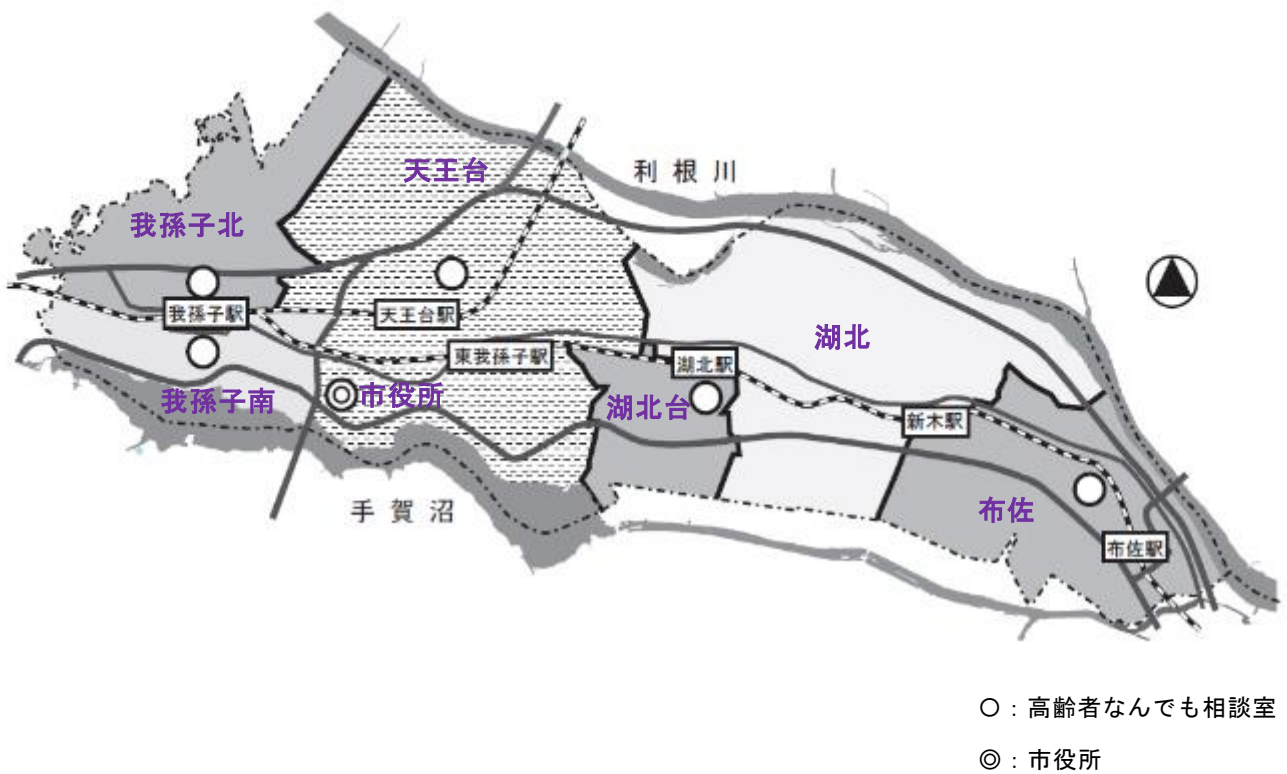 天王台
利根川
我孫子北
我孫子駅
天王台駅
湖北
東我孫子駅
湖北駅
我孫子南
市役所
湖北台
新木駅
手賀沼
布佐
布佐駅
○：高齢者なんでも相談室
◎：市役所